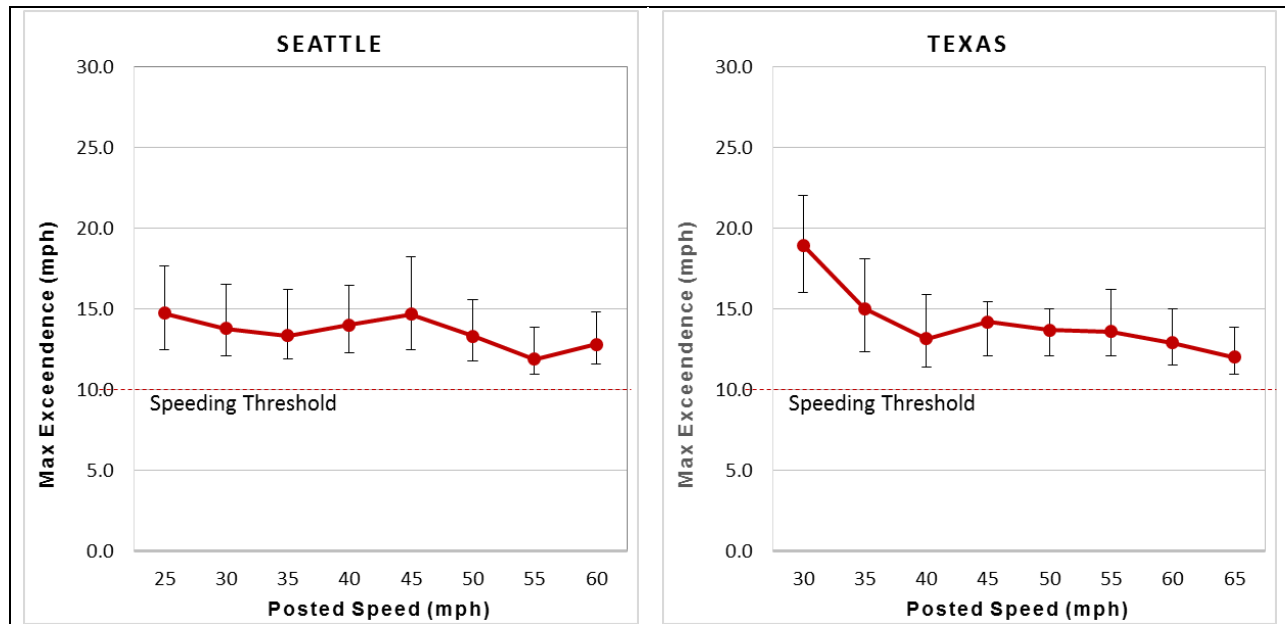 SEATTLE
30.0
25.0
20.0
15.0
10.0
5.0
0.0
Max Exceendence (mph)
Speeding Threshold
25 30 35 40 45 50 55 60
Posted Speed (mph)
TEXAS
30.0
25.0
20.0
15.0
10.0
5.0
0.0
Max Exceendence (mph)
Speeding Threshold
30 35 40 45 50 55 60 65
Posted Speed (mph)